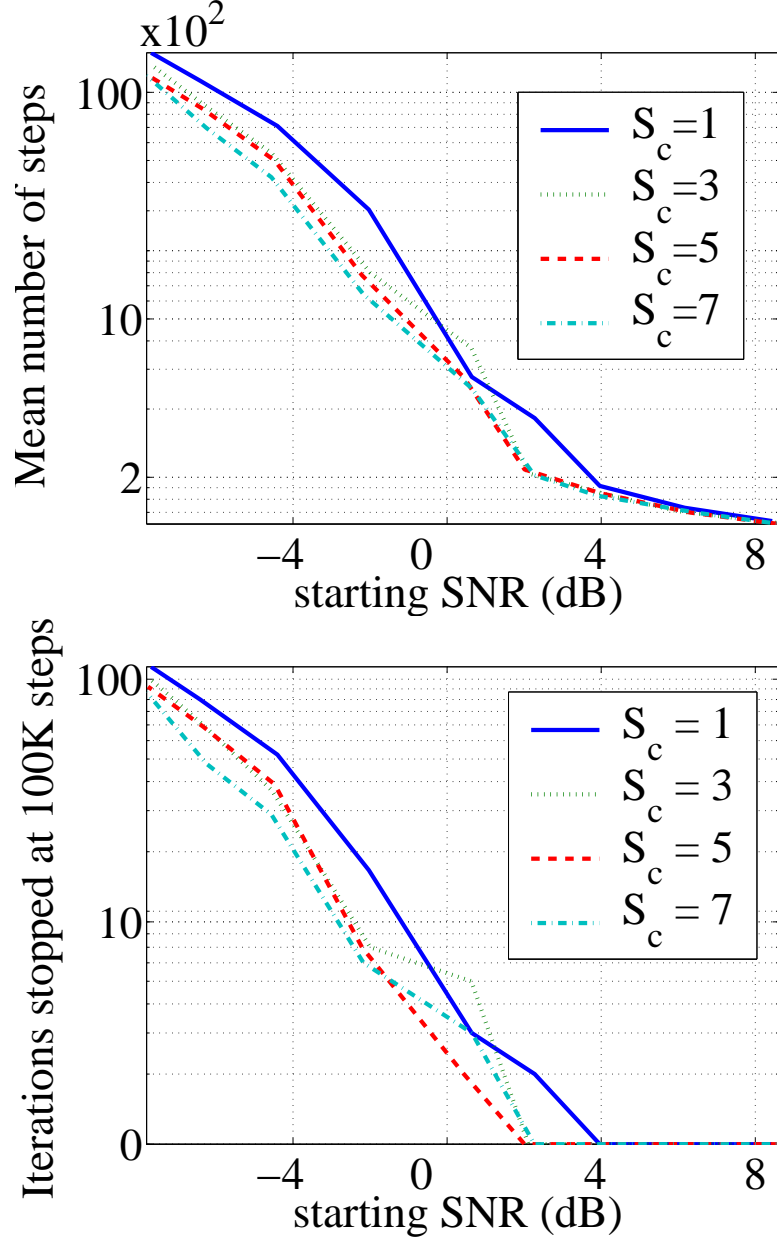 x10²
100
10
2
Mean number of steps
S_c=1
S_c=3
S_c=5
S_c=7
−4 0 4 8
starting SNR (dB)
100
10
0
Iterations stopped at 100K steps
S_c = 1
S_c = 3
S_c = 5
S_c = 7
−4 0 4 8
starting SNR (dB)